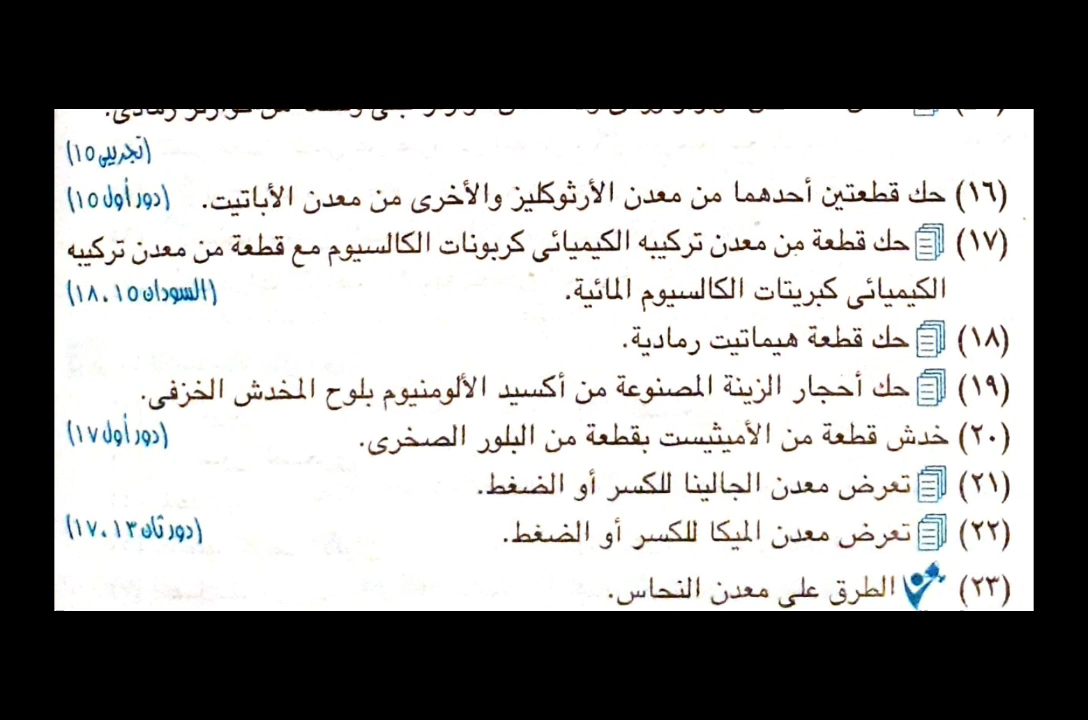 (تجريبى ١٥)
(١٦) حك قطعتين أحدهما من معدن الأرثوكليز والأخرى من معدن الأباتيت. (دور أول ١٥)
(١٧) حك قطعة من معدن تركيبه الكيميائى كربونات الكالسيوم مع قطعة من معدن تركيبه
الكيميائى كبريتات الكالسيوم المائية. (السودان ١٥، ١٨)
(١٨) حك قطعة هيماتيت رمادية.
(١٩) حك أحجار الزينة المصنوعة من أكسيد الألومنيوم بلوح المخدش الخزفى.
(٢٠) خدش قطعة من الأميثيست بقطعة من البلور الصخرى. (دور أول ١٧)
(٢١) تعرض معدن الجالينا للكسر أو الضغط.
(٢٢) تعرض معدن الميكا للكسر أو الضغط. (دور ثان ١٣، ١٧)
(٢٣) الطرق على معدن النحاس.